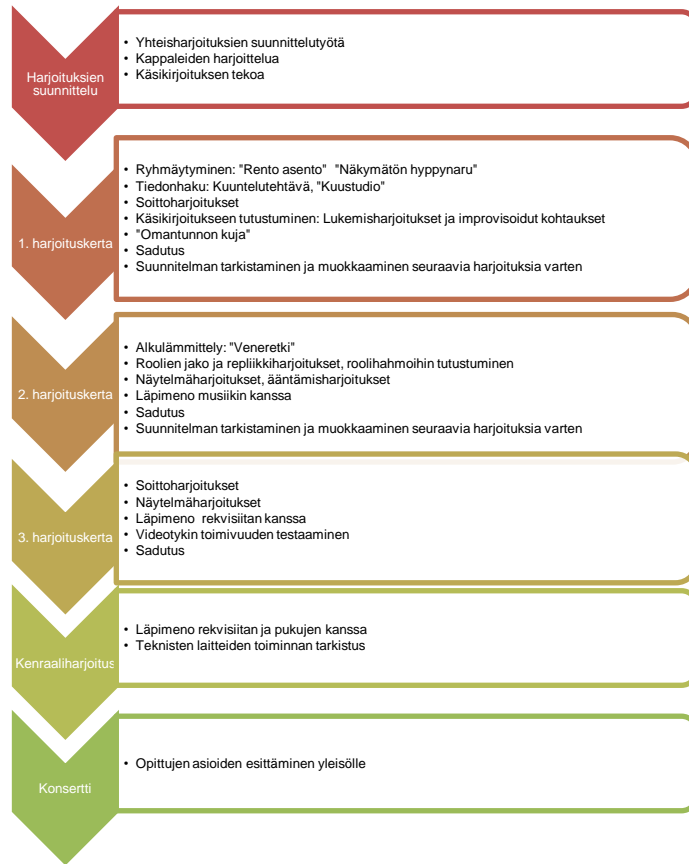 Harjoituksien
suunnittelu
• Yhteisharjoituksien suunnittelutyötä
• Kappaleiden harjoittelua
• Käsikirjoituksen tekoa
1. harjoituskerta
• Ryhmäytyminen: "Rento asento" "Näkymätön hyppynaru"
• Tiedonhaku: Kuuntelutehtävä, "Kuustudio"
• Soittoharjoitukset
• Käsikirjoitukseen tutustuminen: Lukemisharjoitukset ja improvisoidut kohtaukset
• "Omantunnon kuja"
• Sadutus
• Suunnitelman tarkistaminen ja muokkaaminen seuraavia harjoituksia varten
2. harjoituskerta
• Alkulämmittely: "Veneretki"
• Roolien jako ja repliikkiharjoitukset, roolihahmoihin tutustuminen
• Näytelmäharjoitukset, ääntämisharjoitukset
• Läpimeno musiikin kanssa
• Sadutus
• Suunnitelman tarkistaminen ja muokkaaminen seuraavia harjoituksia varten
3. harjoituskerta
• Soittoharjoitukset
• Näytelmäharjoitukset
• Läpimeno rekvisiitan kanssa
• Videotykin toimivuuden testaaminen
• Sadutus
Kenraaliharjoitus
• Läpimeno rekvisiitan ja pukujen kanssa
• Teknisten laitteiden toiminnan tarkistus
Konsertti
• Opittujen asioiden esittäminen yleisölle